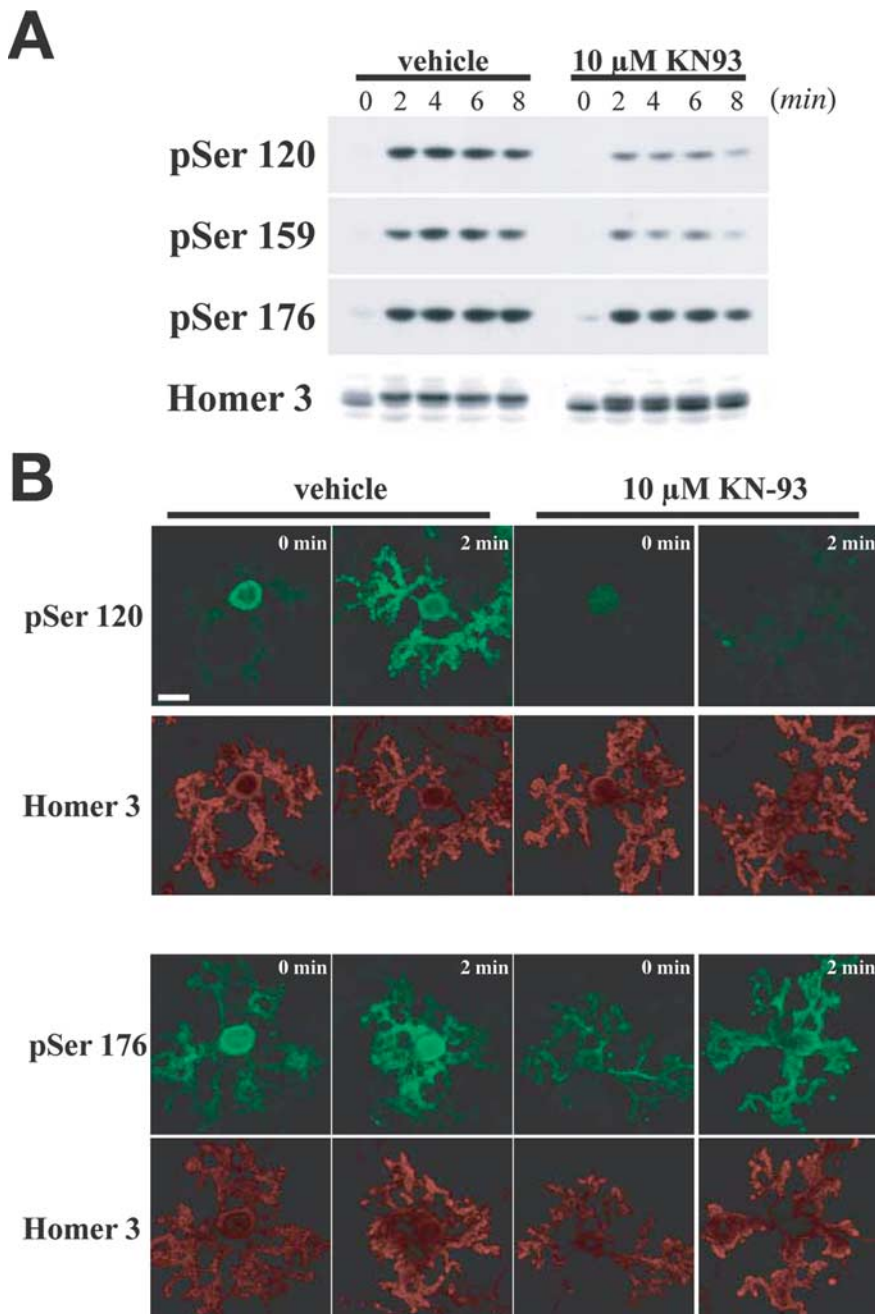 A
vehicle 10 µM KN93
0 2 4 6 8 0 2 4 6 8 (min)
pSer 120
pSer 159
pSer 176
Homer 3
B
vehicle 10 µM KN-93
0 min 2 min 0 min 2 min
pSer 120
Homer 3
0 min 2 min 0 min 2 min
pSer 176
Homer 3